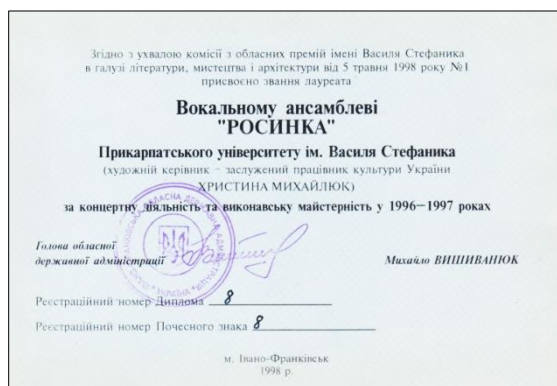 Згідно з ухвалою комісії з обласних премій імені Василя Стефаника
в галузі літератури, мистецтва і архітектури від 5 травня 1998 року №1
присвоєно звання лауреата
Вокальному ансамблеві
"РОСИНКА"
Прикарпатського університету ім. Василя Стефаника
(художній керівник – заслужений працівник культури України
ХРИСТИНА МИХАЙЛЮК)
за концертну діяльність та виконавську майстерність у 1996–1997 роках
Голова обласної
державної адміністрації
Михайло ВИШИВАНЮК
Реєстраційний номер Диплома 8
Реєстраційний номер Почесного знака 8
м. Івано-Франківськ
1998 р.